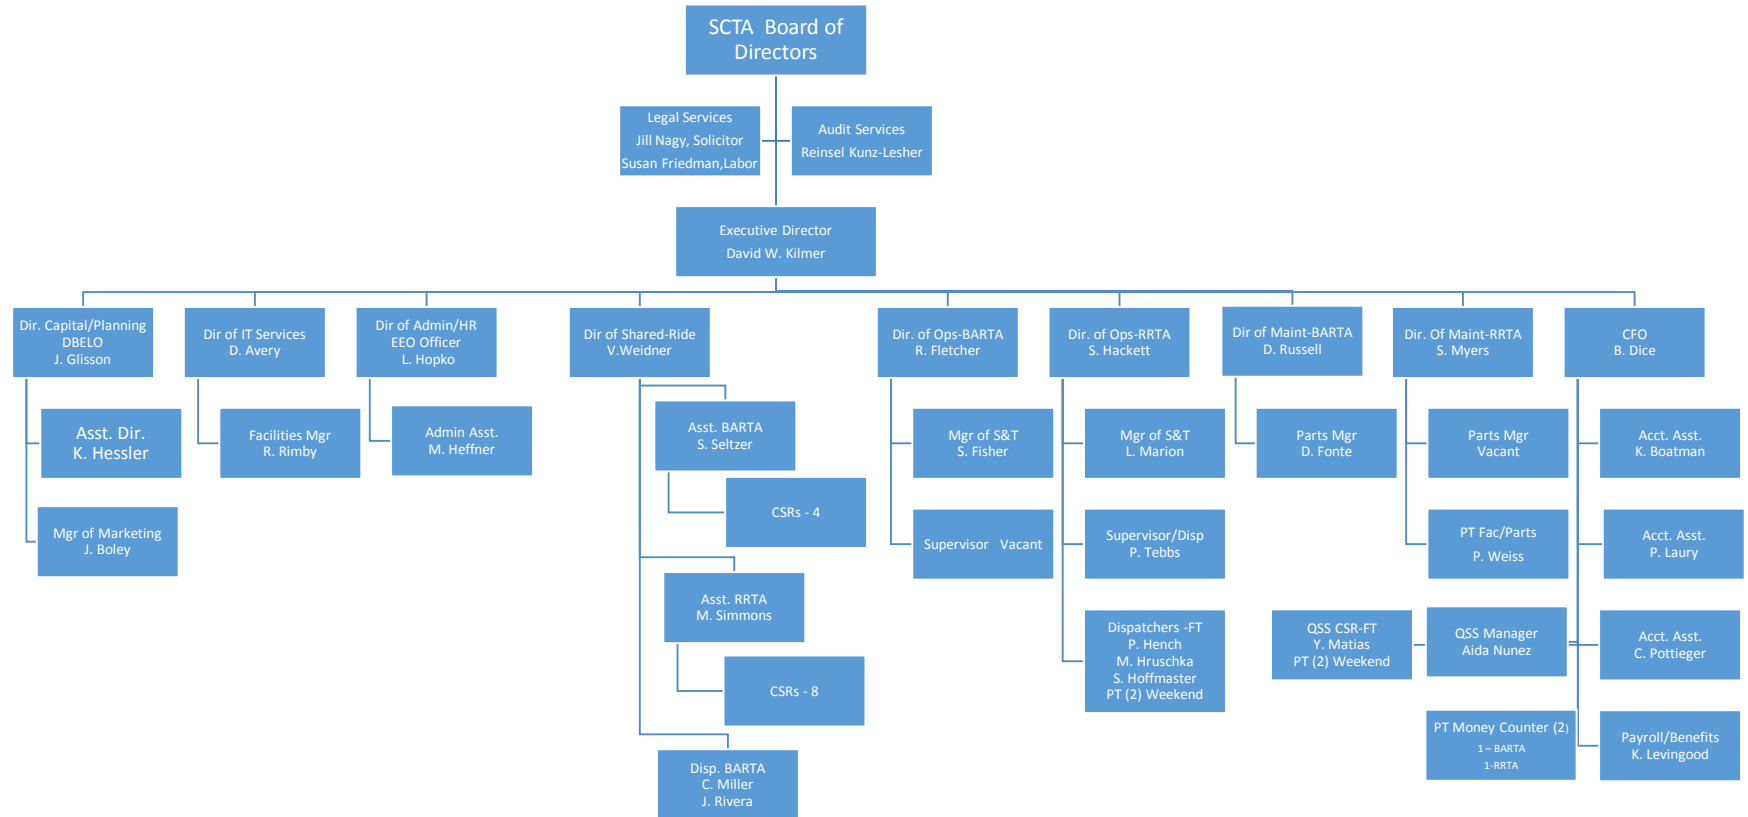 SCTA  Board of
Directors
Legal Services
Jill Nagy, Solicitor
Susan Friedman,Labor
Audit Services
Reinsel Kunz-Lesher
Executive Director
David W. Kilmer
Dir. Capital/Planning
DBELO
J. Glisson
Dir of IT Services
D. Avery
Dir of Admin/HR
EEO Officer
L. Hopko
Dir of Shared-Ride
V.Weidner
Dir. of Ops-BARTA
R. Fletcher
Dir. of Ops-RRTA
S. Hackett
Dir of Maint-BARTA
D. Russell
Dir. Of Maint-RRTA
S. Myers
CFO
B. Dice
Asst. Dir.
K. Hessler
Facilities Mgr
R. Rimby
Admin Asst.
M. Heffner
Asst. BARTA
S. Seltzer
Mgr of S&T
S. Fisher
Mgr of S&T
L. Marion
Parts Mgr
D. Fonte
Parts Mgr
Vacant
Acct. Asst.
K. Boatman
CSRs - 4
Mgr of Marketing
J. Boley
Supervisor   Vacant
Supervisor/Disp
P. Tebbs
PT Fac/Parts
P. Weiss
Acct. Asst.
P. Laury
Asst. RRTA
M. Simmons
Dispatchers -FT
P. Hench
M. Hruschka
S. Hoffmaster
PT (2) Weekend
QSS CSR-FT
Y. Matias
PT (2) Weekend
QSS Manager
Aida Nunez
Acct. Asst.
C. Pottieger
CSRs - 8
PT Money Counter (2)
1 – BARTA
1-RRTA
Payroll/Benefits
K. Levingood
Disp. BARTA
C. Miller
J. Rivera